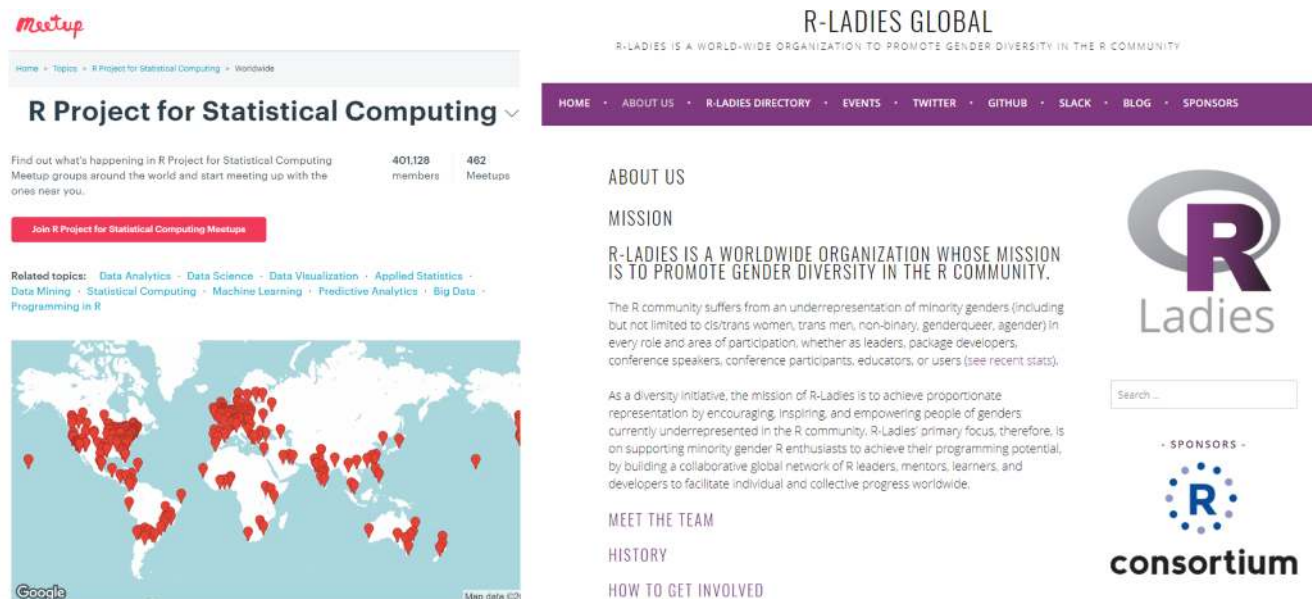 Meetup
Home » Topics » R Project for Statistical Computing » Worldwide
R Project for Statistical Computing
Find out what's happening in R Project for Statistical Computing
Meetup groups around the world and start meeting up with the
ones near you.
401,128
members
462
Meetups
Join R Project for Statistical Computing Meetups
Related topics: Data Analytics · Data Science · Data Visualization · Applied Statistics ·
Data Mining · Statistical Computing · Machine Learning · Predictive Analytics · Big Data ·
Programming in R
Google
Map data
R-LADIES GLOBAL
R-LADIES IS A WORLD-WIDE ORGANIZATION TO PROMOTE GENDER DIVERSITY IN THE R COMMUNITY
HOME · ABOUT US · R-LADIES DIRECTORY · EVENTS · TWITTER · GITHUB · SLACK · BLOG · SPONSORS
ABOUT US
MISSION
R-LADIES IS A WORLDWIDE ORGANIZATION WHOSE MISSION
IS TO PROMOTE GENDER DIVERSITY IN THE R COMMUNITY.
The R community suffers from an underrepresentation of minority genders (including
but not limited to cis/trans women, trans men, non-binary, genderqueer, agender) in
every role and area of participation, whether as leaders, package developers,
conference speakers, conference participants, educators, or users (see recent stats).
As a diversity initiative, the mission of R-Ladies is to achieve proportionate
representation by encouraging, inspiring, and empowering people of genders
currently underrepresented in the R community. R-Ladies' primary focus, therefore, is
on supporting minority gender R enthusiasts to achieve their programming potential,
by building a collaborative global network of R leaders, mentors, learners, and
developers to facilitate individual and collective progress worldwide.
MEET THE TEAM
HISTORY
HOW TO GET INVOLVED
R
Ladies
Search ...
- SPONSORS -
R
consortium